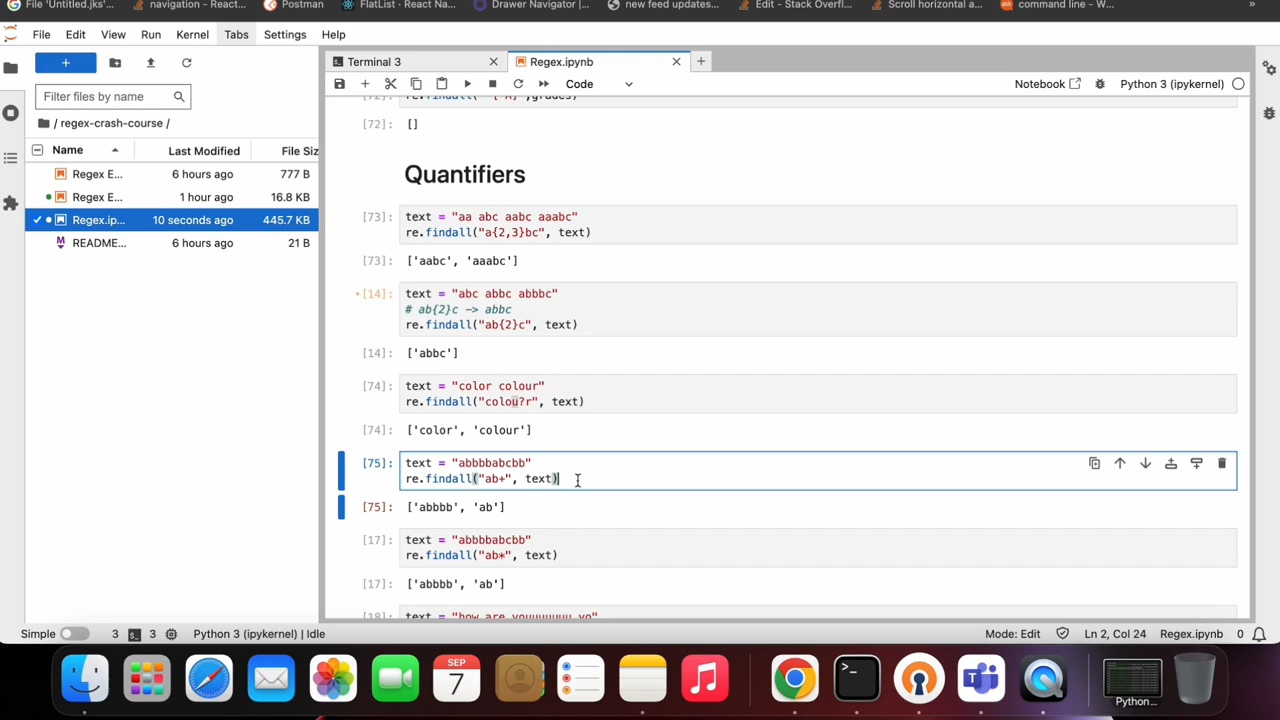 File 'Untitled.jks'...
navigation - React...
Postman
FlatList · React Na...
Drawer Navigator |...
new feed updates...
Edit - Stack Overfl...
Scroll horizontal a...
command line - W...
»
File Edit View Run Kernel Tabs Settings Help
Terminal 3
Regex.ipynb
Code
Notebook
Python 3 (ipykernel)
Filter files by name
/ regex-crash-course /
Name Last Modified File Siz
Regex E... 6 hours ago 777 B
Regex E... 1 hour ago 16.8 KB
Regex.ip... 10 seconds ago 445.7 KB
README... 6 hours ago 21 B
[72]: []
Quantifiers
[73]: text = "aa abc aabc aaabc"
re.findall("a{2,3}bc", text)
[73]: ['aabc', 'aaabc']
[14]: text = "abc abbc abbbc"
# ab{2}c -> abbc
re.findall("ab{2}c", text)
[14]: ['abbc']
[74]: text = "color colour"
re.findall("colou?r", text)
[74]: ['color', 'colour']
[75]: text = "abbbbabcbb"
re.findall("ab+", text)
[75]: ['abbbb', 'ab']
[17]: text = "abbbbabcbb"
re.findall("ab*", text)
[17]: ['abbbb', 'ab']
Simple 3 3 Python 3 (ipykernel) | Idle Mode: Edit Ln 2, Col 24 Regex.ipynb 0
SEP
7
Python...